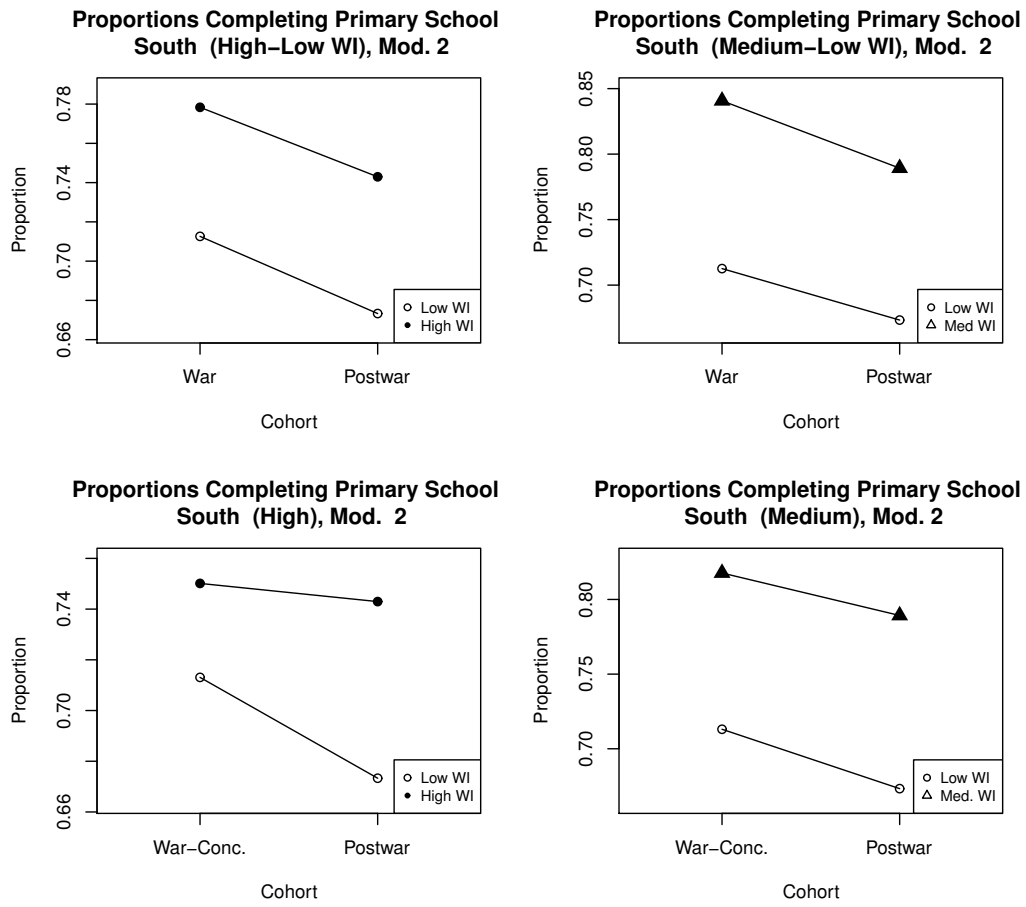 Proportions Completing Primary School
South (High−Low WI), Mod. 2
Proportion
0.78
0.74
0.70
0.66
Low WI
High WI
War
Postwar
Cohort
Proportions Completing Primary School
South (Medium−Low WI), Mod. 2
Proportion
0.85
0.80
0.75
0.70
Low WI
Med WI
War
Postwar
Cohort
Proportions Completing Primary School
South (High), Mod. 2
Proportion
0.74
0.70
0.66
Low WI
High WI
War−Conc.
Postwar
Cohort
Proportions Completing Primary School
South (Medium), Mod. 2
Proportion
0.80
0.75
0.70
Low WI
Med. WI
War−Conc.
Postwar
Cohort